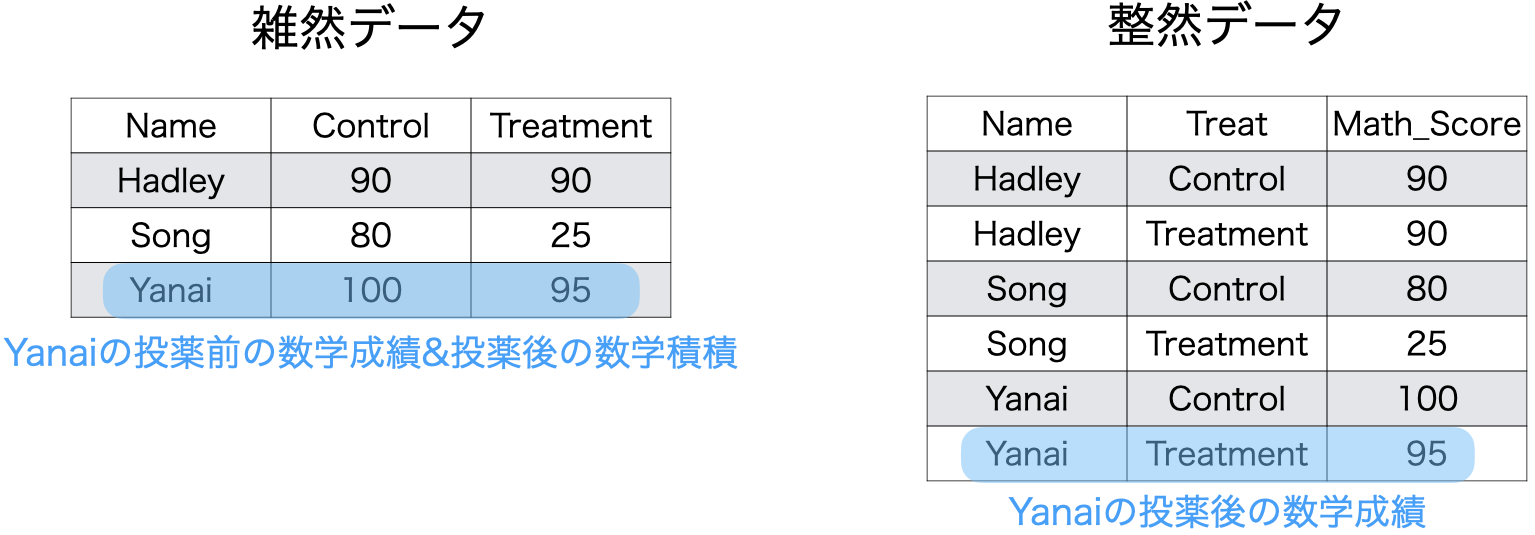 雑然データ
Name Control Treatment
Hadley 90 90
Song 80 25
Yanai 100 95
Yanaiの投薬前の数学成績&投薬後の数学積積
整然データ
Name Treat Math_Score
Hadley Control 90
Hadley Treatment 90
Song Control 80
Song Treatment 25
Yanai Control 100
Yanai Treatment 95
Yanaiの投薬後の数学成績